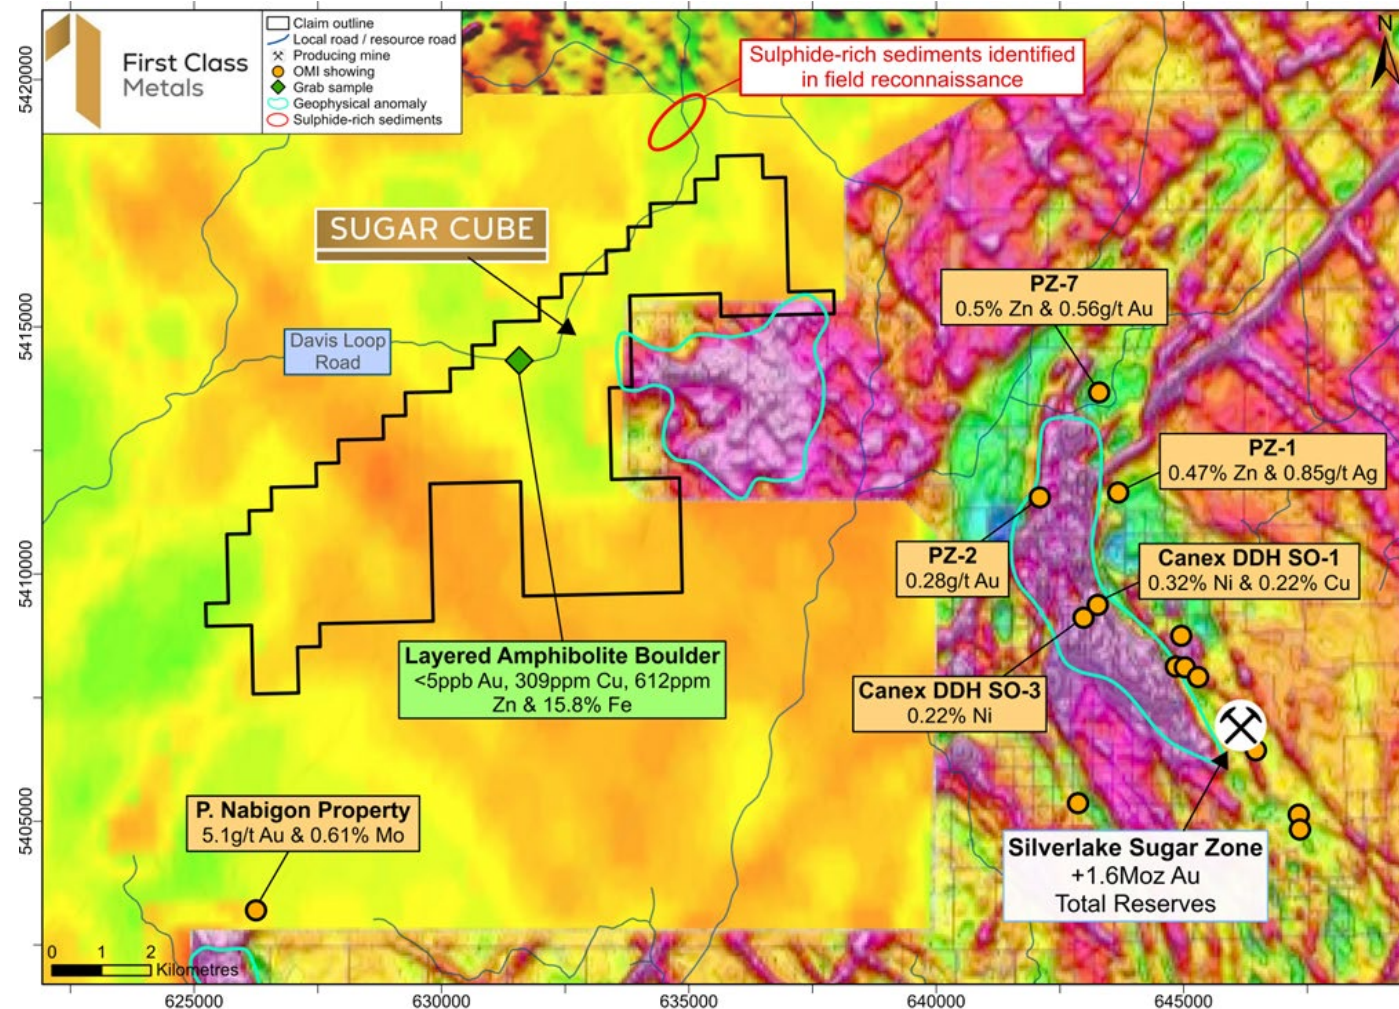 First Class
Metals
Claim outline
Local road / resource road
Producing mine
OMI showing
Grab sample
Geophysical anomaly
Sulphide-rich sediments
Sulphide-rich sediments identified
in field reconnaissance
N
SUGAR CUBE
Davis Loop
Road
PZ-7
0.5% Zn & 0.56g/t Au
PZ-1
0.47% Zn & 0.85g/t Ag
PZ-2
0.28g/t Au
Canex DDH SO-1
0.32% Ni & 0.22% Cu
Canex DDH SO-3
0.22% Ni
Layered Amphibolite Boulder
<5ppb Au, 309ppm Cu, 612ppm
Zn & 15.8% Fe
P. Nabigon Property
5.1g/t Au & 0.61% Mo
Silverlake Sugar Zone
+1.6Moz Au
Total Reserves
0 1 2
Kilometres
5420000
5415000
5410000
5405000
625000 630000 635000 640000 645000